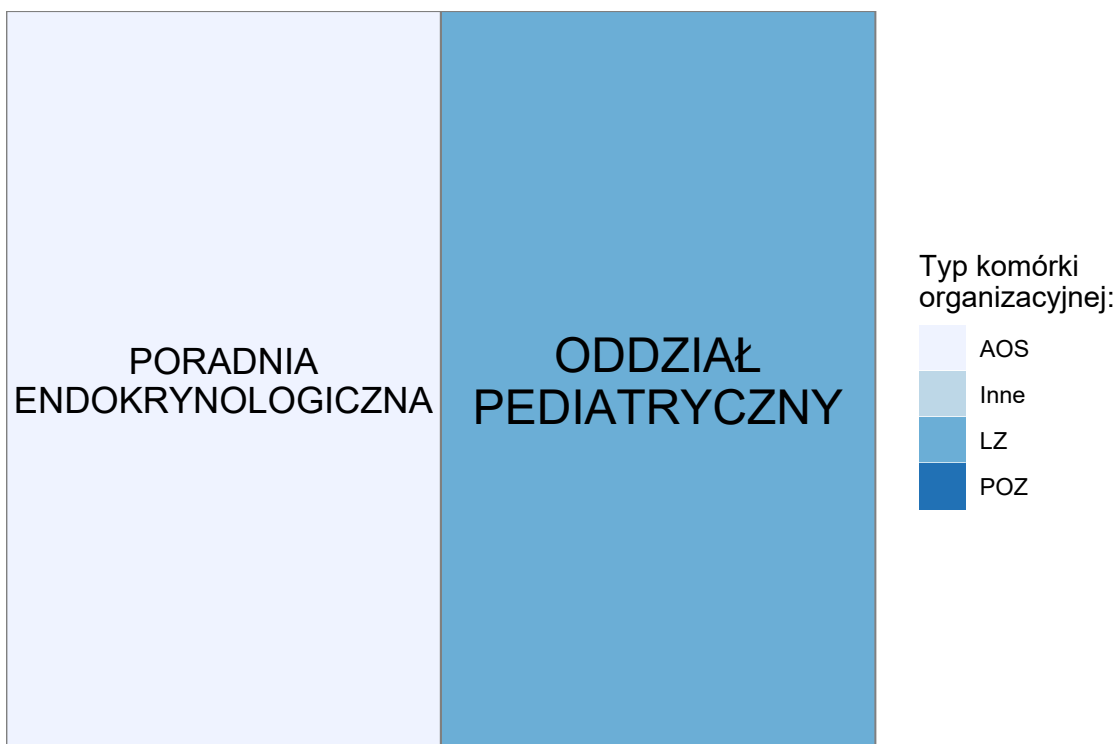 PORADNIA
ENDOKRYNOLOGICZNA
ODDZIAŁ
PEDIATRYCZNY
Typ komórki
organizacyjnej:
AOS
Inne
LZ
POZ